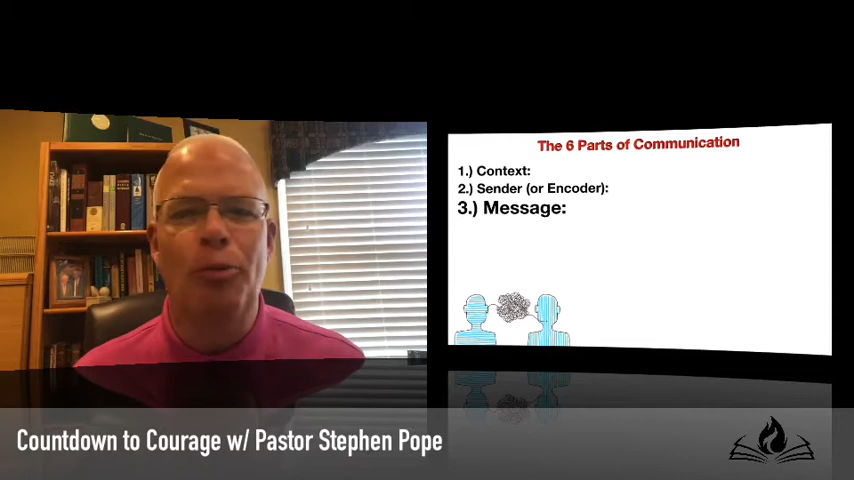 The 6 Parts of Communication
1.) Context:
2.) Sender (or Encoder):
3.) Message:
Countdown to Courage w/ Pastor Stephen Pope